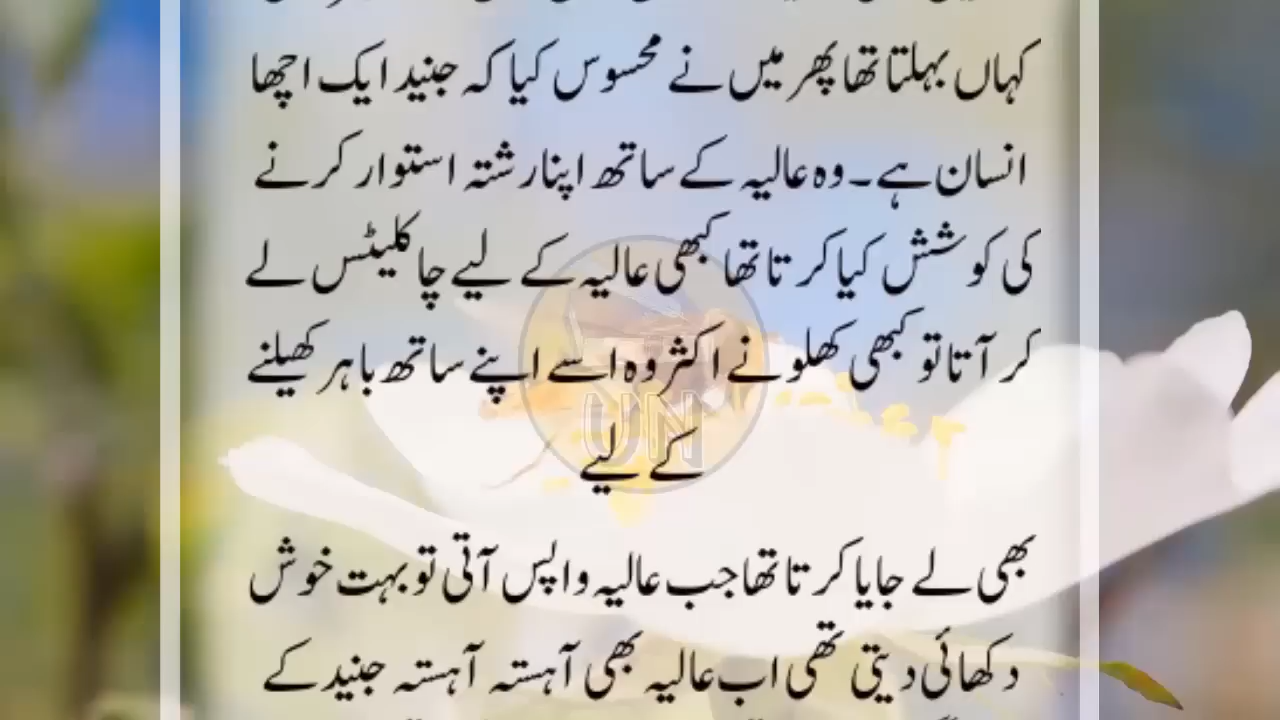 کہاں بہلتا تھا پھر میں نے محسوس کیا کہ جنید ایک اچھا
انسان ہے۔ وہ عالیہ کے ساتھ اپنا رشتہ استوار کرنے
کی کوشش کیا کرتا تھا کبھی عالیہ کے لیے چاکلیٹس لے
کر آتا تو کبھی کھلونے اکثر وہ اسے اپنے ساتھ باہر کھیلنے
کے لیے
UN
بھی لے جایا کرتا تھا جب عالیہ واپس آتی تو بہت خوش
دکھائی دیتی تھی اب عالیہ بھی آہستہ آہستہ جنید کے